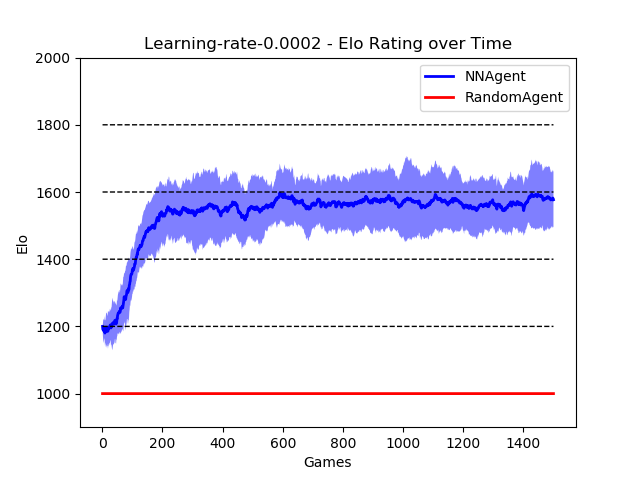 Learning-rate-0.0002 - Elo Rating over Time
NNAgent
RandomAgent
Elo
2000
1800
1600
1400
1200
1000
0 200 400 600 800 1000 1200 1400
Games